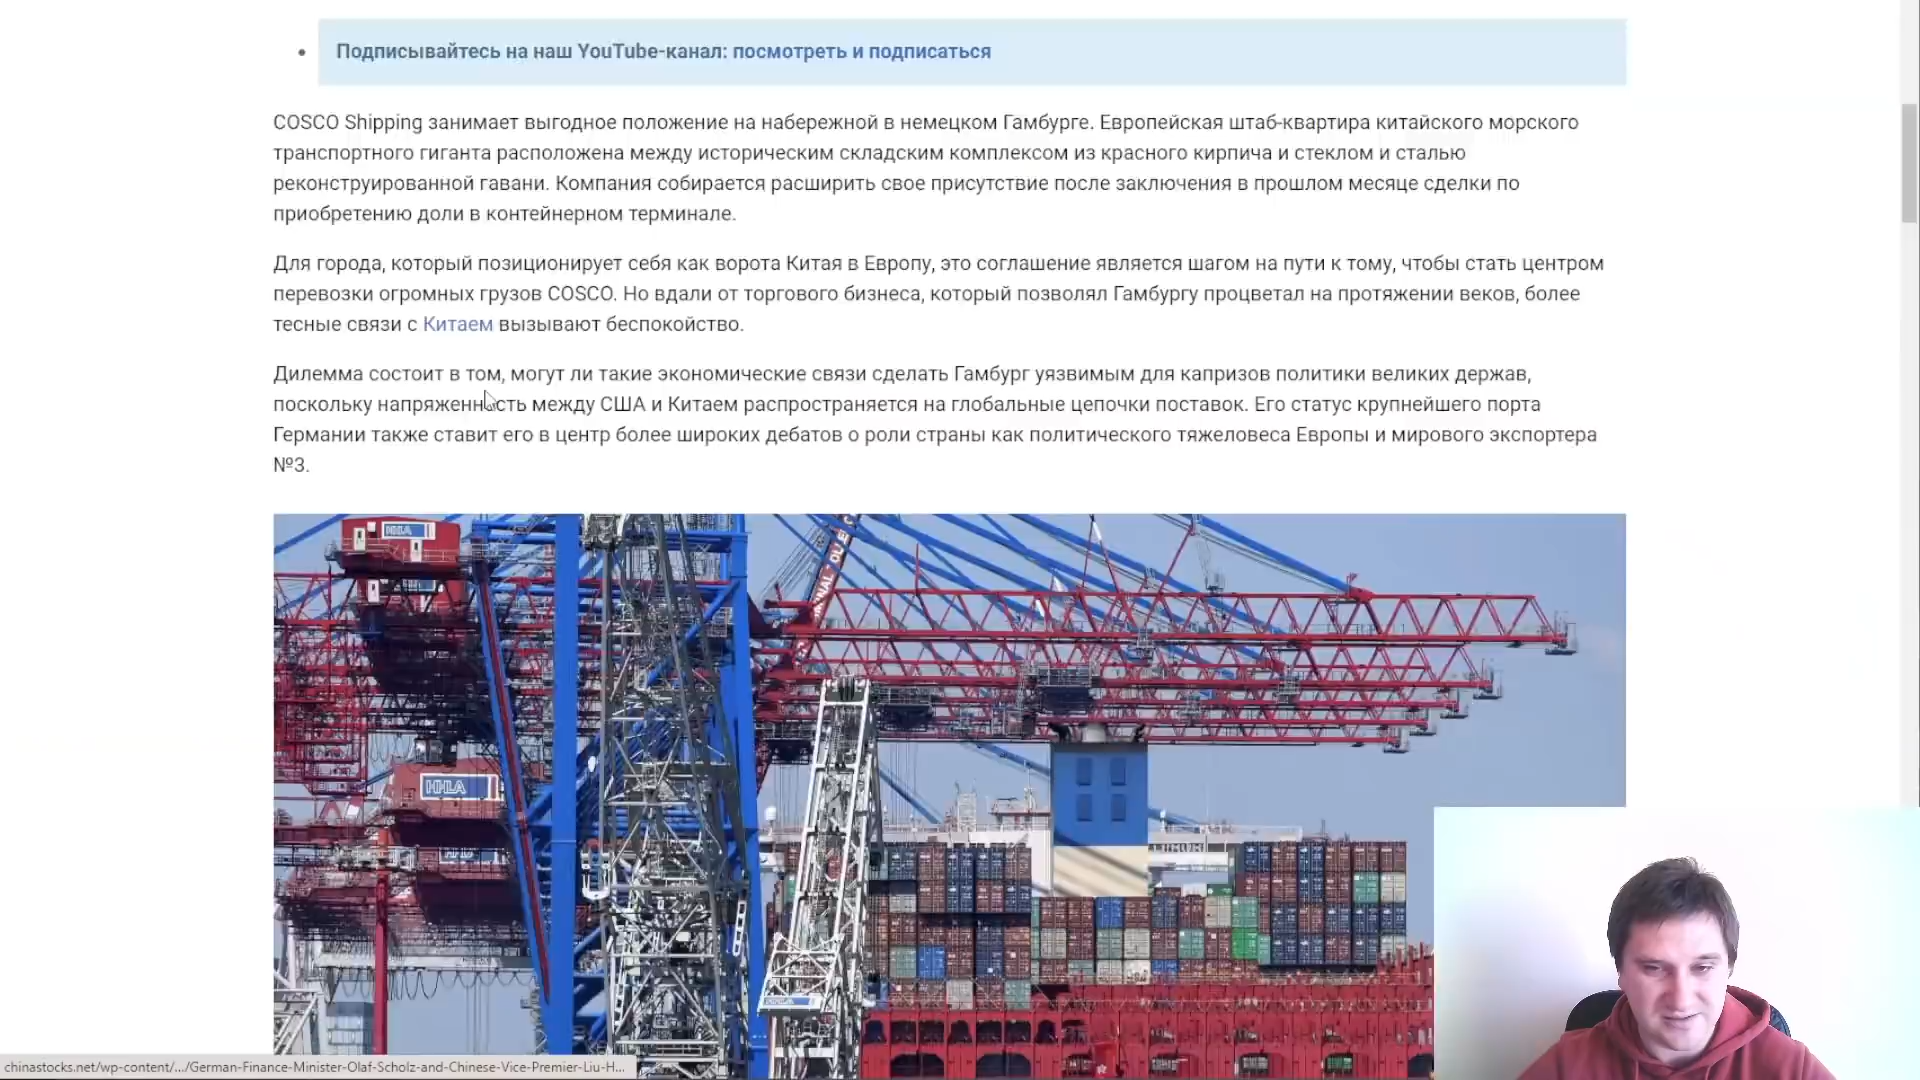 Подписывайтесь на наш YouTube-канал: посмотреть и подписаться
COSCO Shipping занимает выгодное положение на набережной в немецком Гамбурге. Европейская штаб-квартира китайского морского
транспортного гиганта расположена между историческим складским комплексом из красного кирпича и стеклом и сталью
реконструированной гавани. Компания собирается расширить свое присутствие после заключения в прошлом месяце сделки по
приобретению доли в контейнерном терминале.
Для города, который позиционирует себя как ворота Китая в Европу, это соглашение является шагом на пути к тому, чтобы стать центром
перевозки огромных грузов COSCO. Но вдали от торгового бизнеса, который позволял Гамбургу процветал на протяжении веков, более
тесные связи с Китаем вызывают беспокойство.
Дилемма состоит в том, могут ли такие экономические связи сделать Гамбург уязвимым для капризов политики великих держав,
поскольку напряженность между США и Китаем распространяется на глобальные цепочки поставок. Его статус крупнейшего порта
Германии также ставит его в центр более широких дебатов о роли страны как политического тяжеловеса Европы и мирового экспортера
№3.
HHLA
HHLA
HHLA
chinastocks.net/wp-content/.../German-Finance-Minister-Olaf-Scholz-and-Chinese-Vice-Premier-Liu-H...